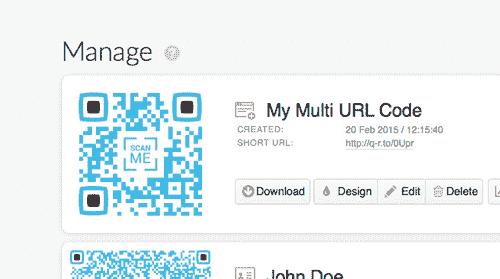 Manage
SCAN
ME
My Multi URL Code
CREATED: 20 Feb 2015 / 12:15:40
SHORT URL: http://q-r.to/0Upr
Download Design Edit Delete
John Doe